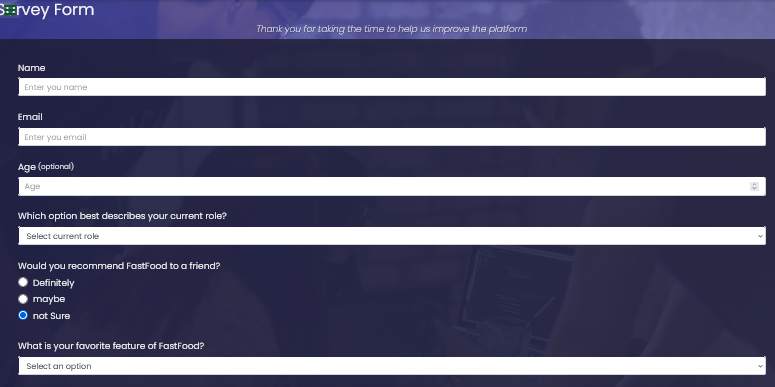 Survey Form
Thank you for taking the time to help us improve the platform
Name
Enter you name
Email
Enter you email
Age (optional)
Age
Which option best describes your current role?
Select current role
Would you recommend FastFood to a friend?
Definitely
maybe
not Sure
What is your favorite feature of FastFood?
Select an option